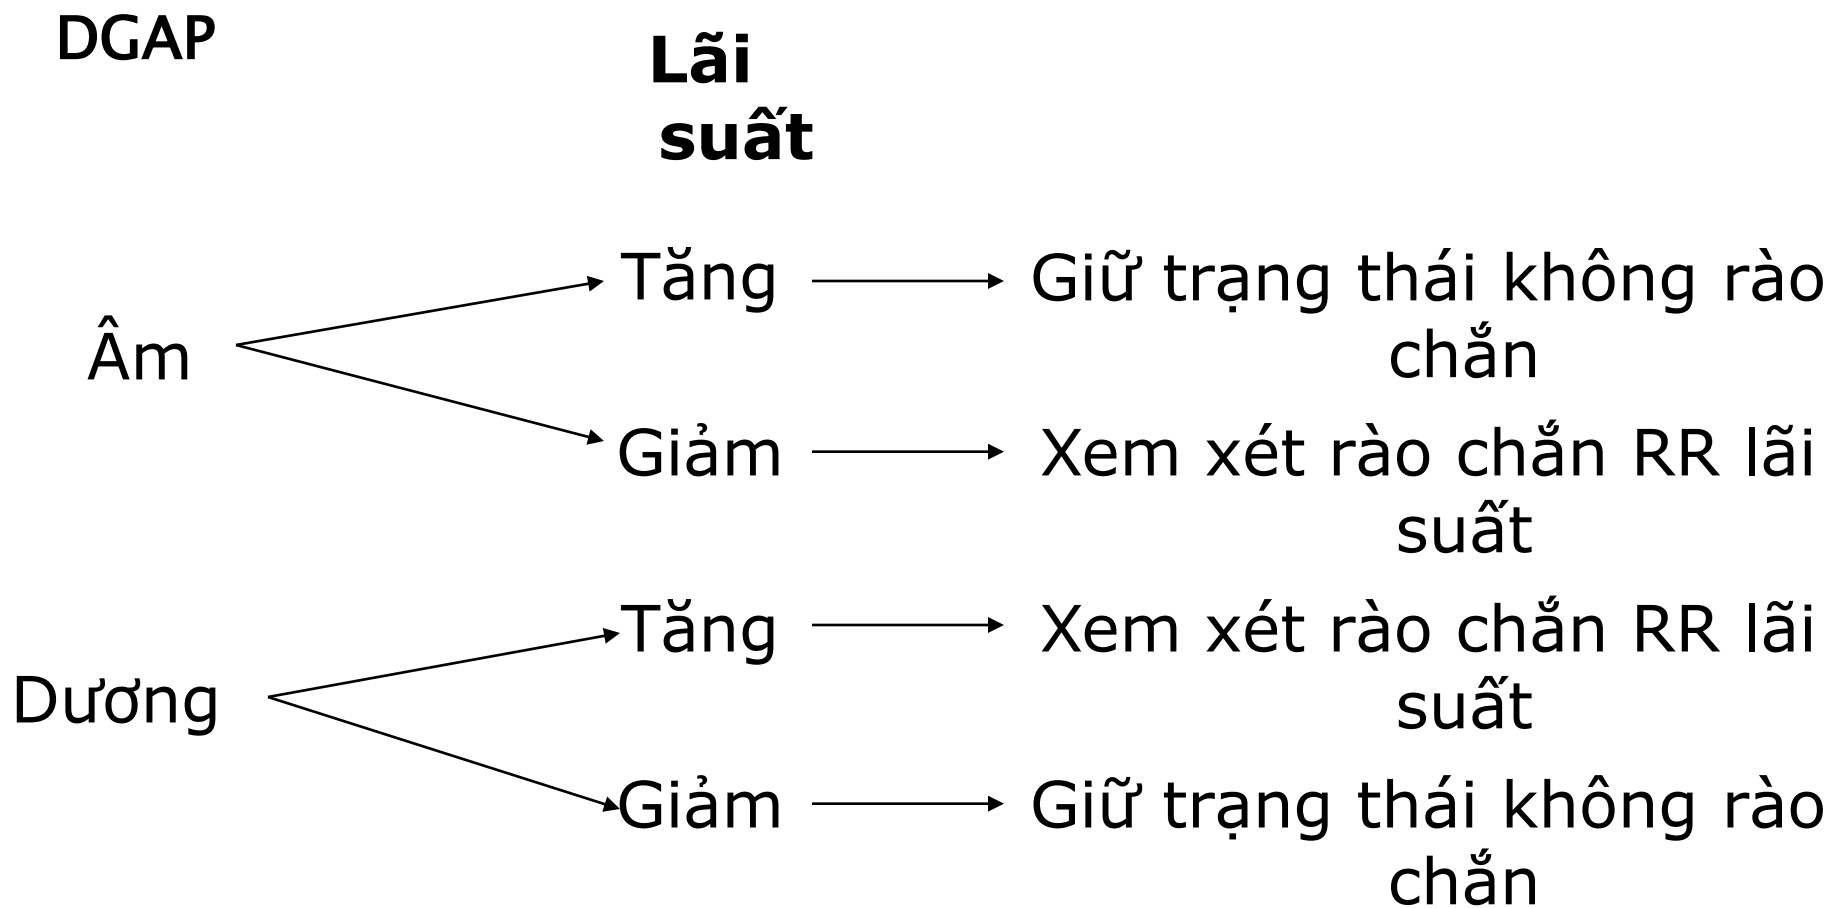 DGAP
Lãi
suất
Tăng
Giữ trạng thái không rào
chắn
Âm
Giảm
Xem xét rào chắn RR lãi
suất
Tăng
Xem xét rào chắn RR lãi
suất
Dương
Giảm
Giữ trạng thái không rào
chắn